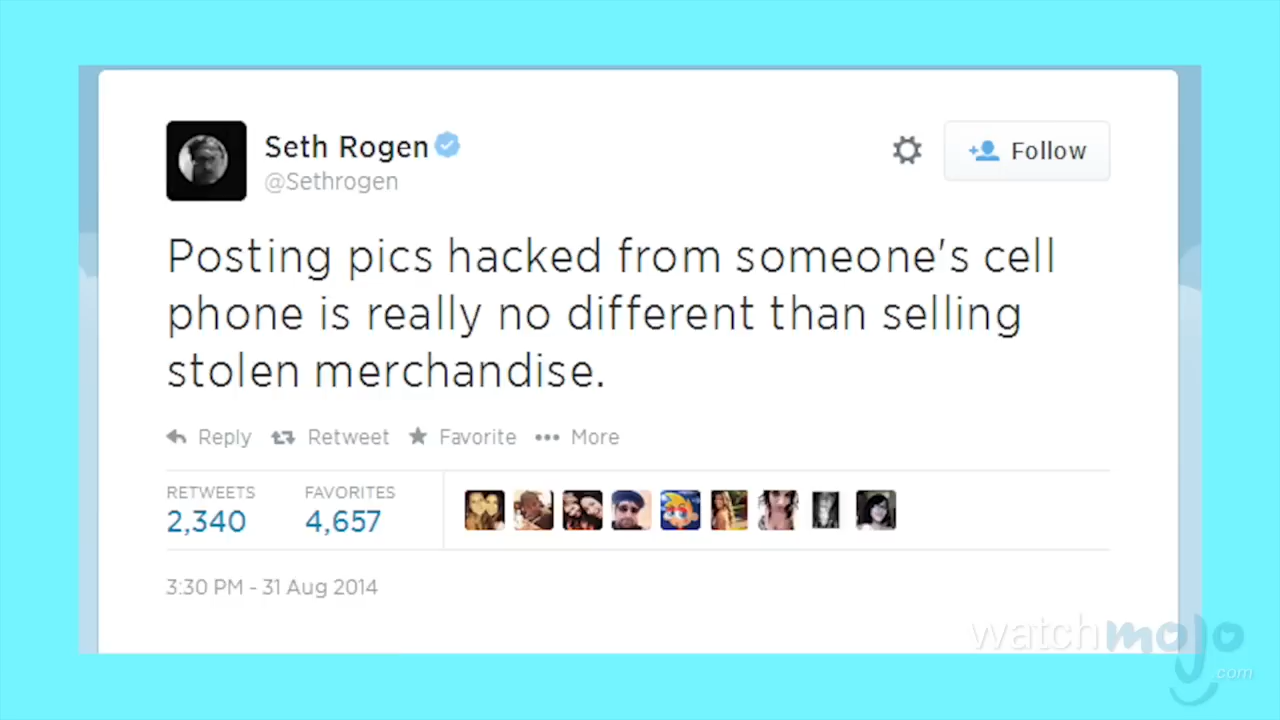 Seth Rogen
@Sethrogen
Follow
Posting pics hacked from someone's cell
phone is really no different than selling
stolen merchandise.
Reply Retweet Favorite More
RETWEETS FAVORITES
2,340 4,657
3:30 PM - 31 Aug 2014
watchmojo
.com